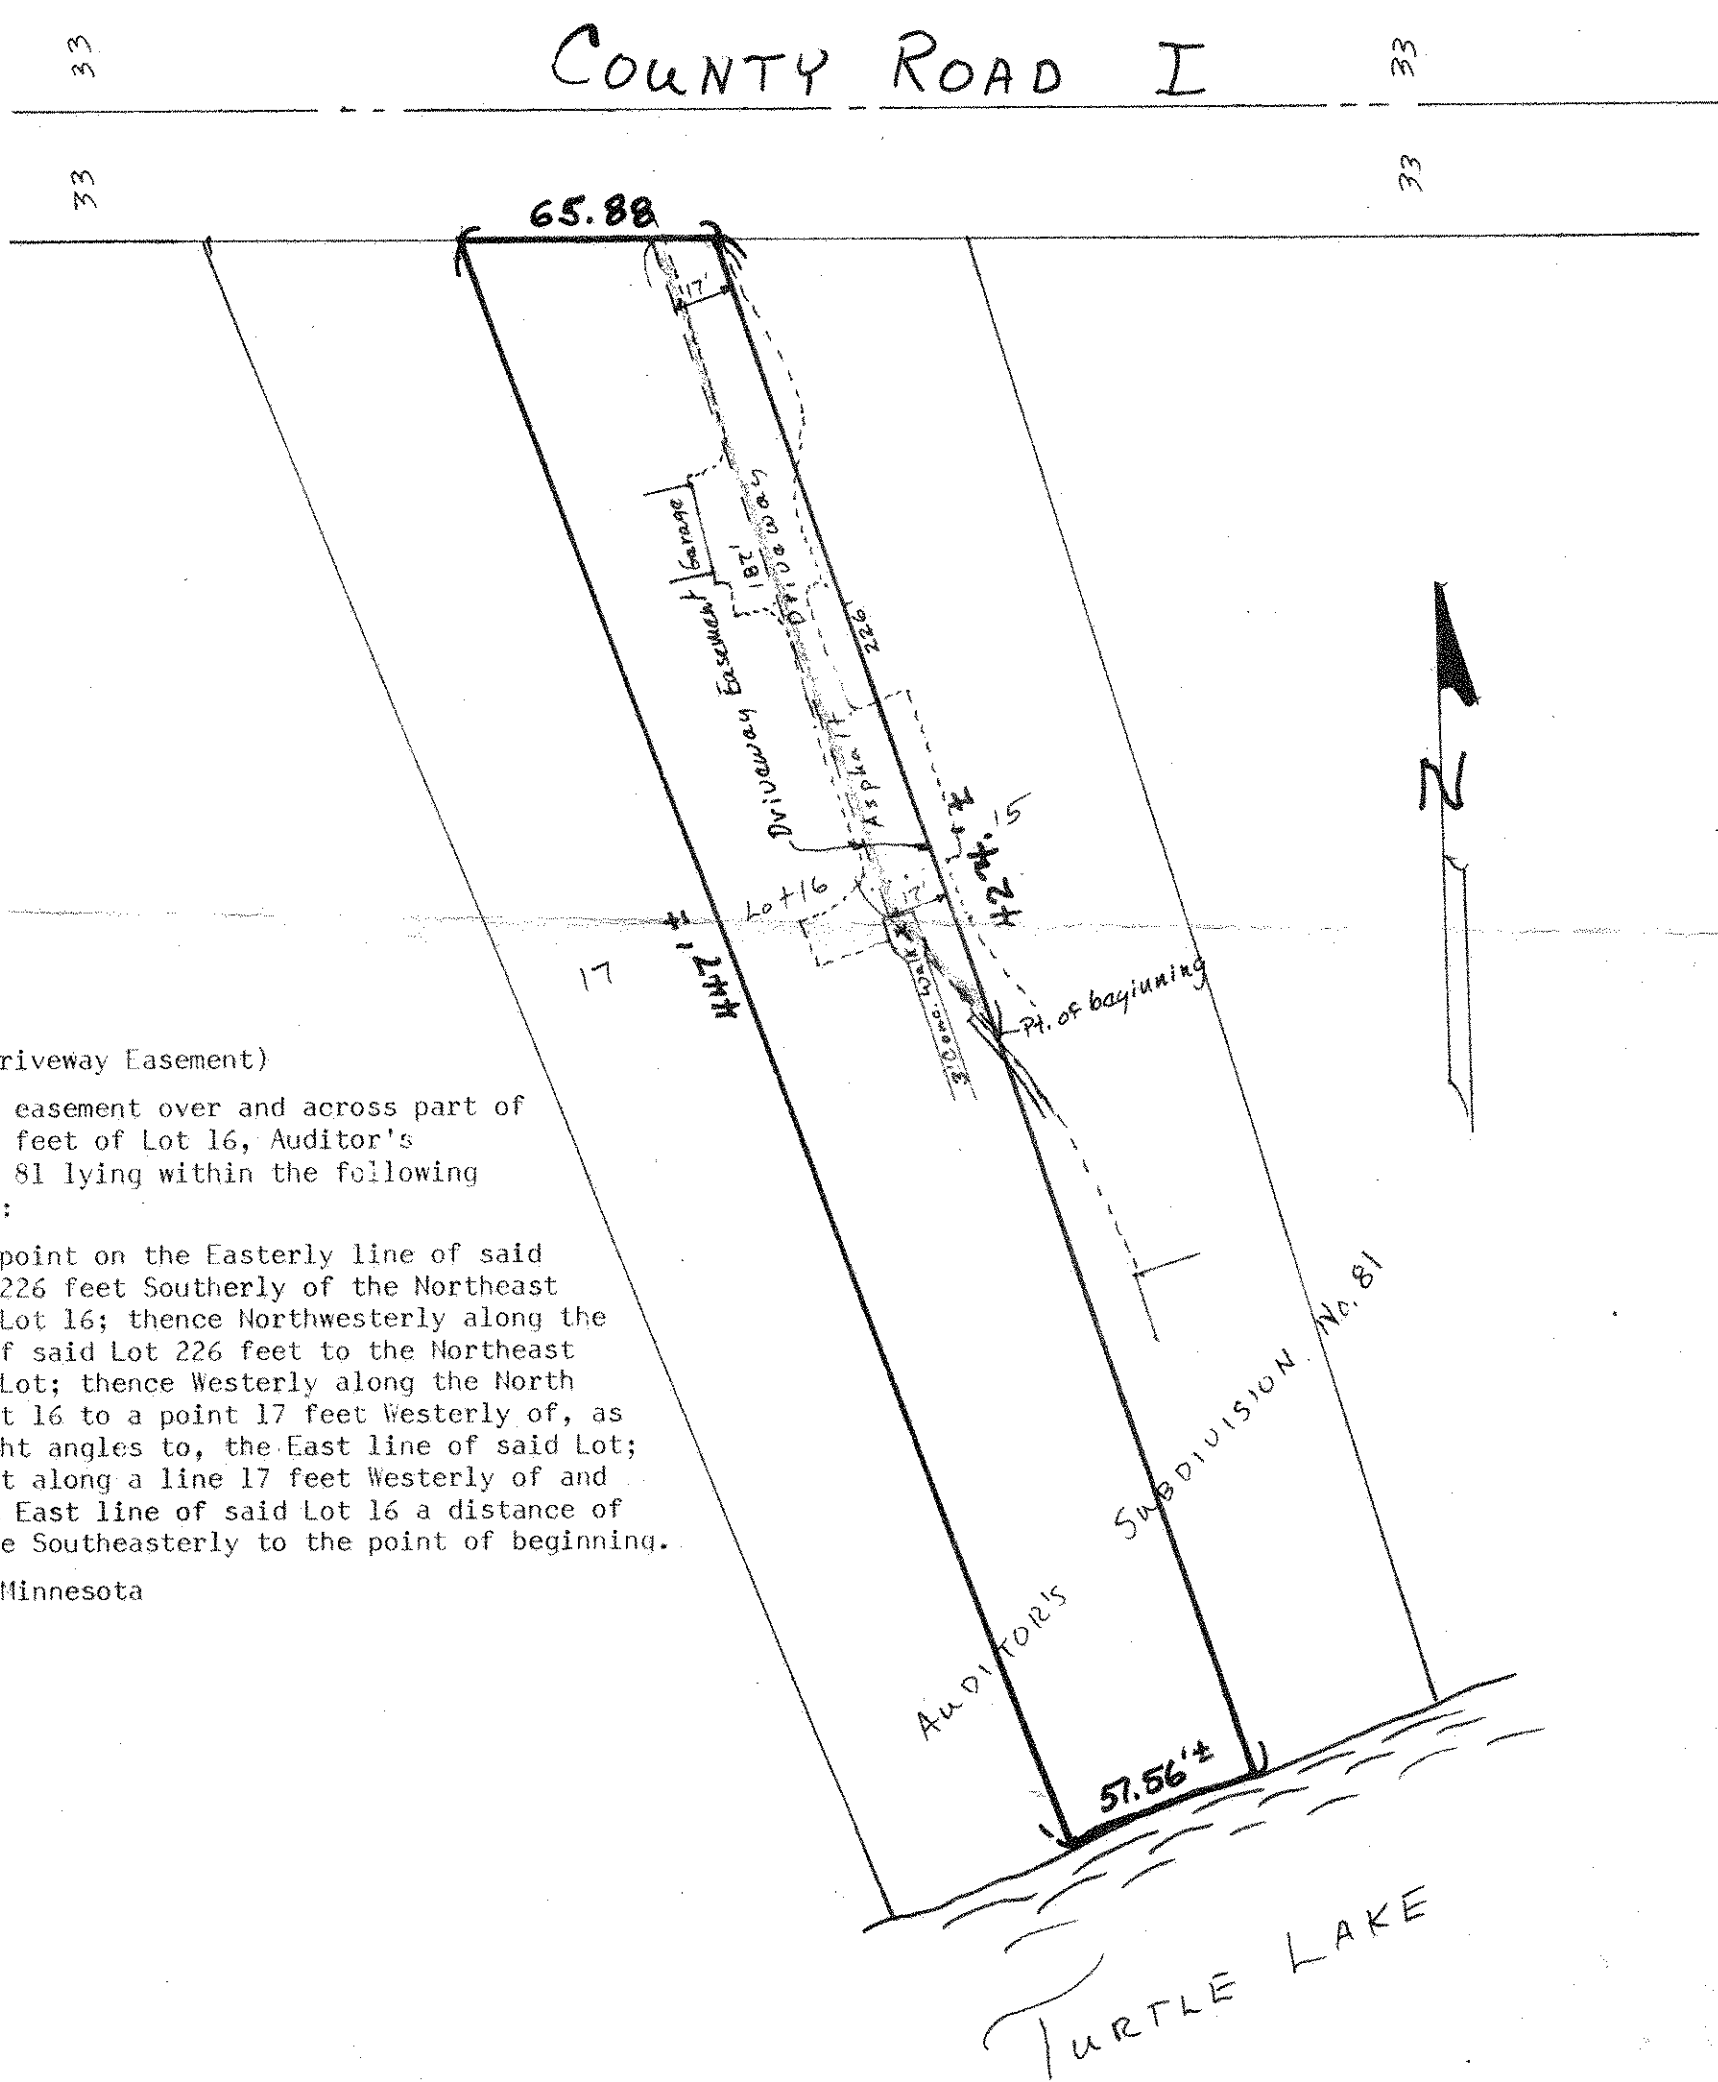 33
COUNTY ROAD I
33
33
33
65.88
17'
Garage
182'
Driveway
Driveway Easement
226'
Asphalt
427.±
15
Lot 16
17'
447'±
17
3' Conc. Walk
Pt. of beginning
N
riveway Easement)
easement over and across part of
feet of Lot 16, Auditor's
81 lying within the following
:
point on the Easterly line of said
226 feet Southerly of the Northeast
Lot 16; thence Northwesterly along the
f said Lot 226 feet to the Northeast
Lot; thence Westerly along the North
t 16 to a point 17 feet Westerly of, as
ht angles to, the East line of said Lot;
t along a line 17 feet Westerly of and
East line of said Lot 16 a distance of
e Southeasterly to the point of beginning.
Minnesota
AUDITOR'S SUBDIVISION No. 81
57.56'±
TURTLE LAKE